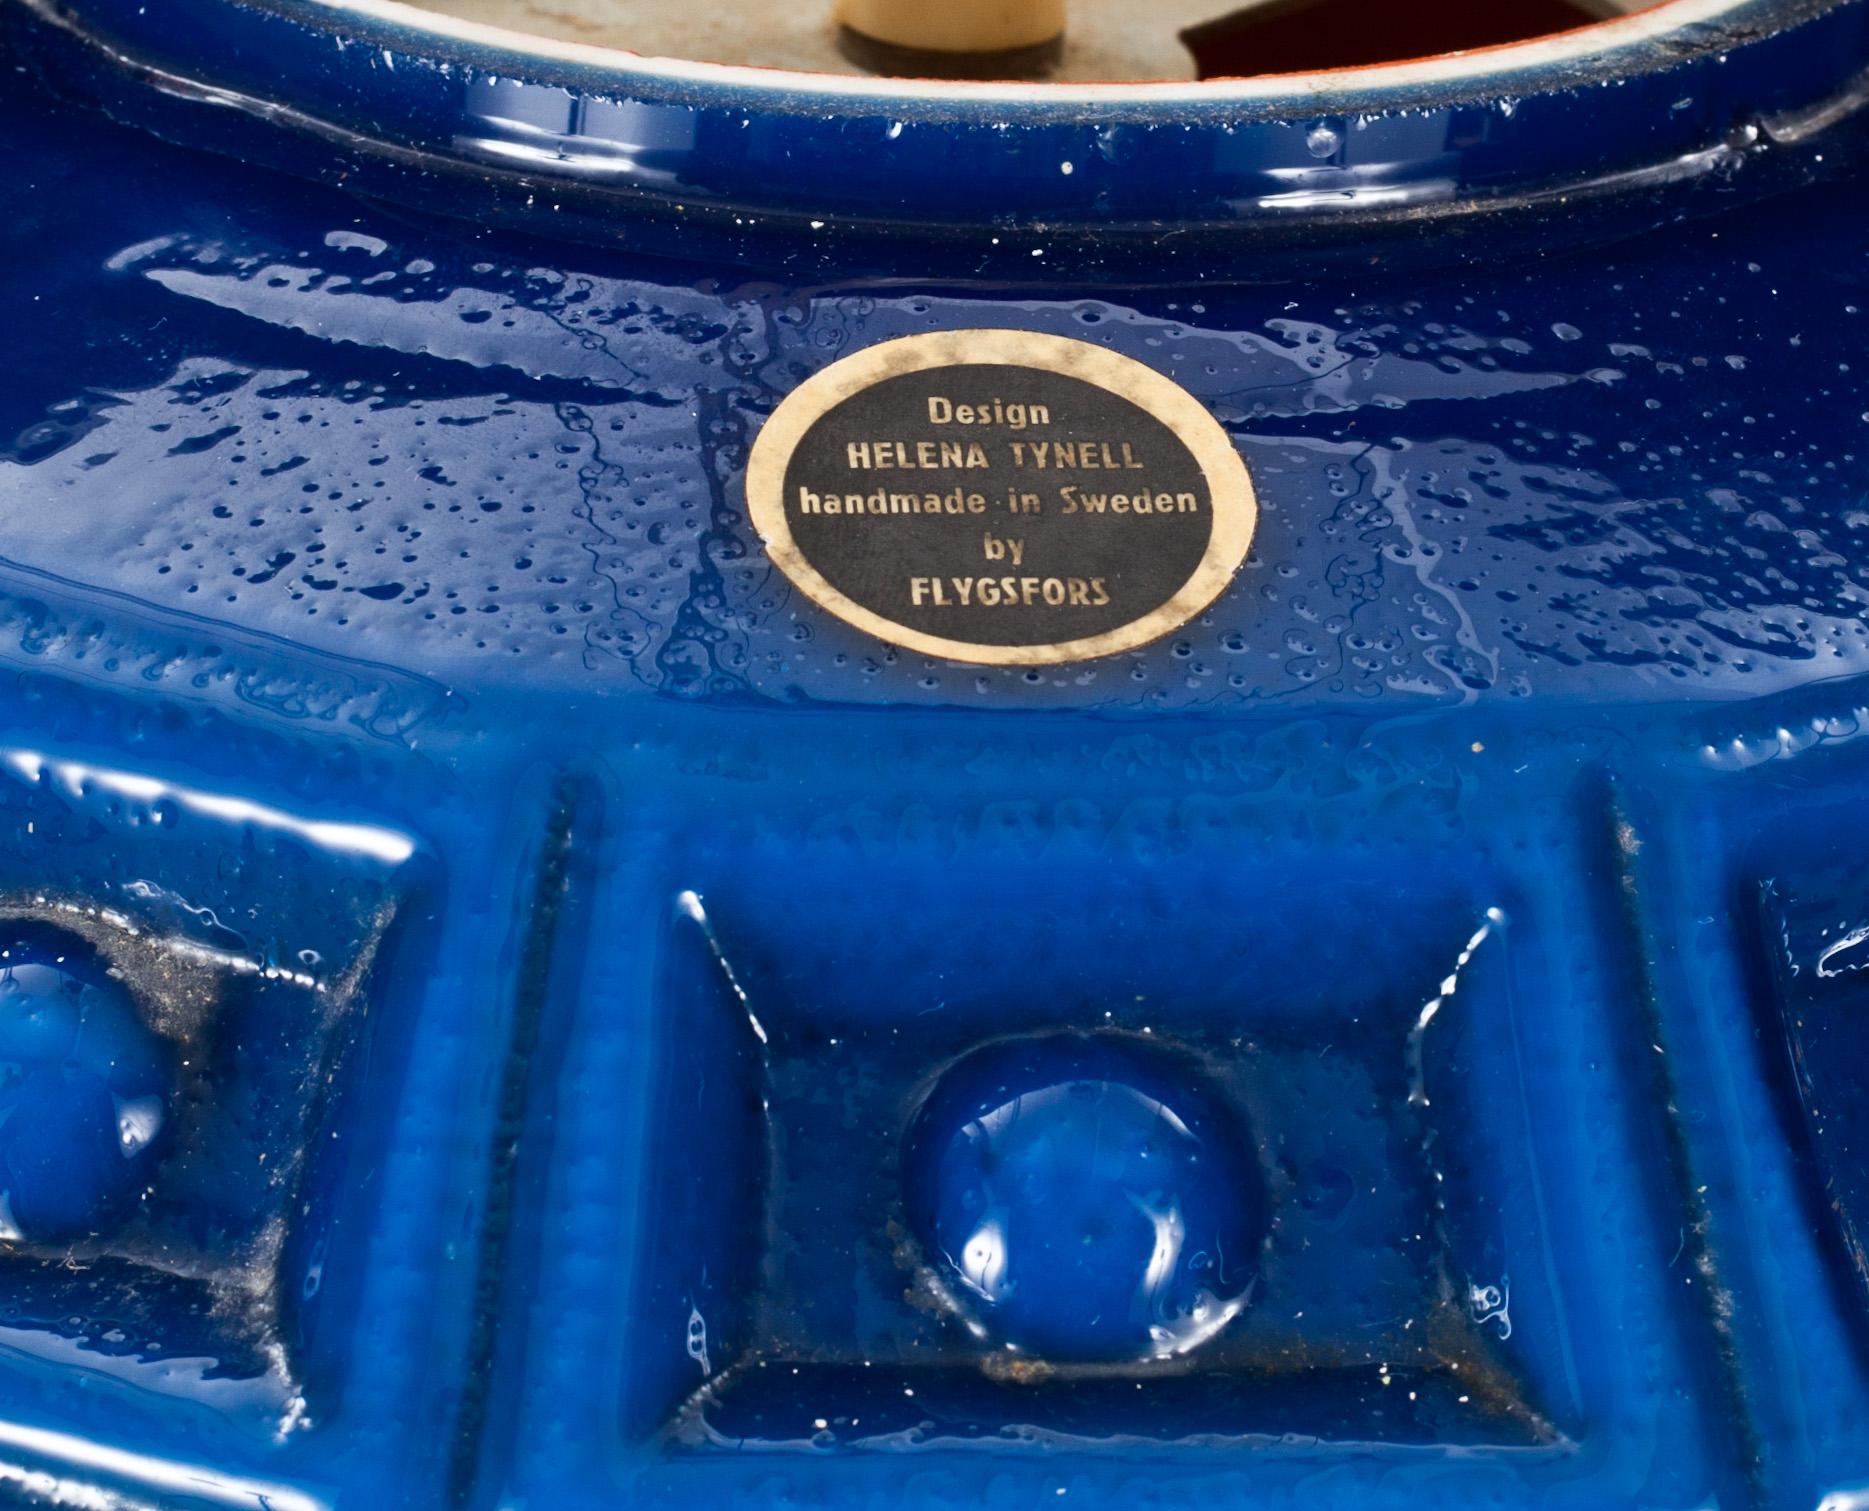 Design
HELENA TYNELL
handmade in Sweden
by
FLYGSFORS